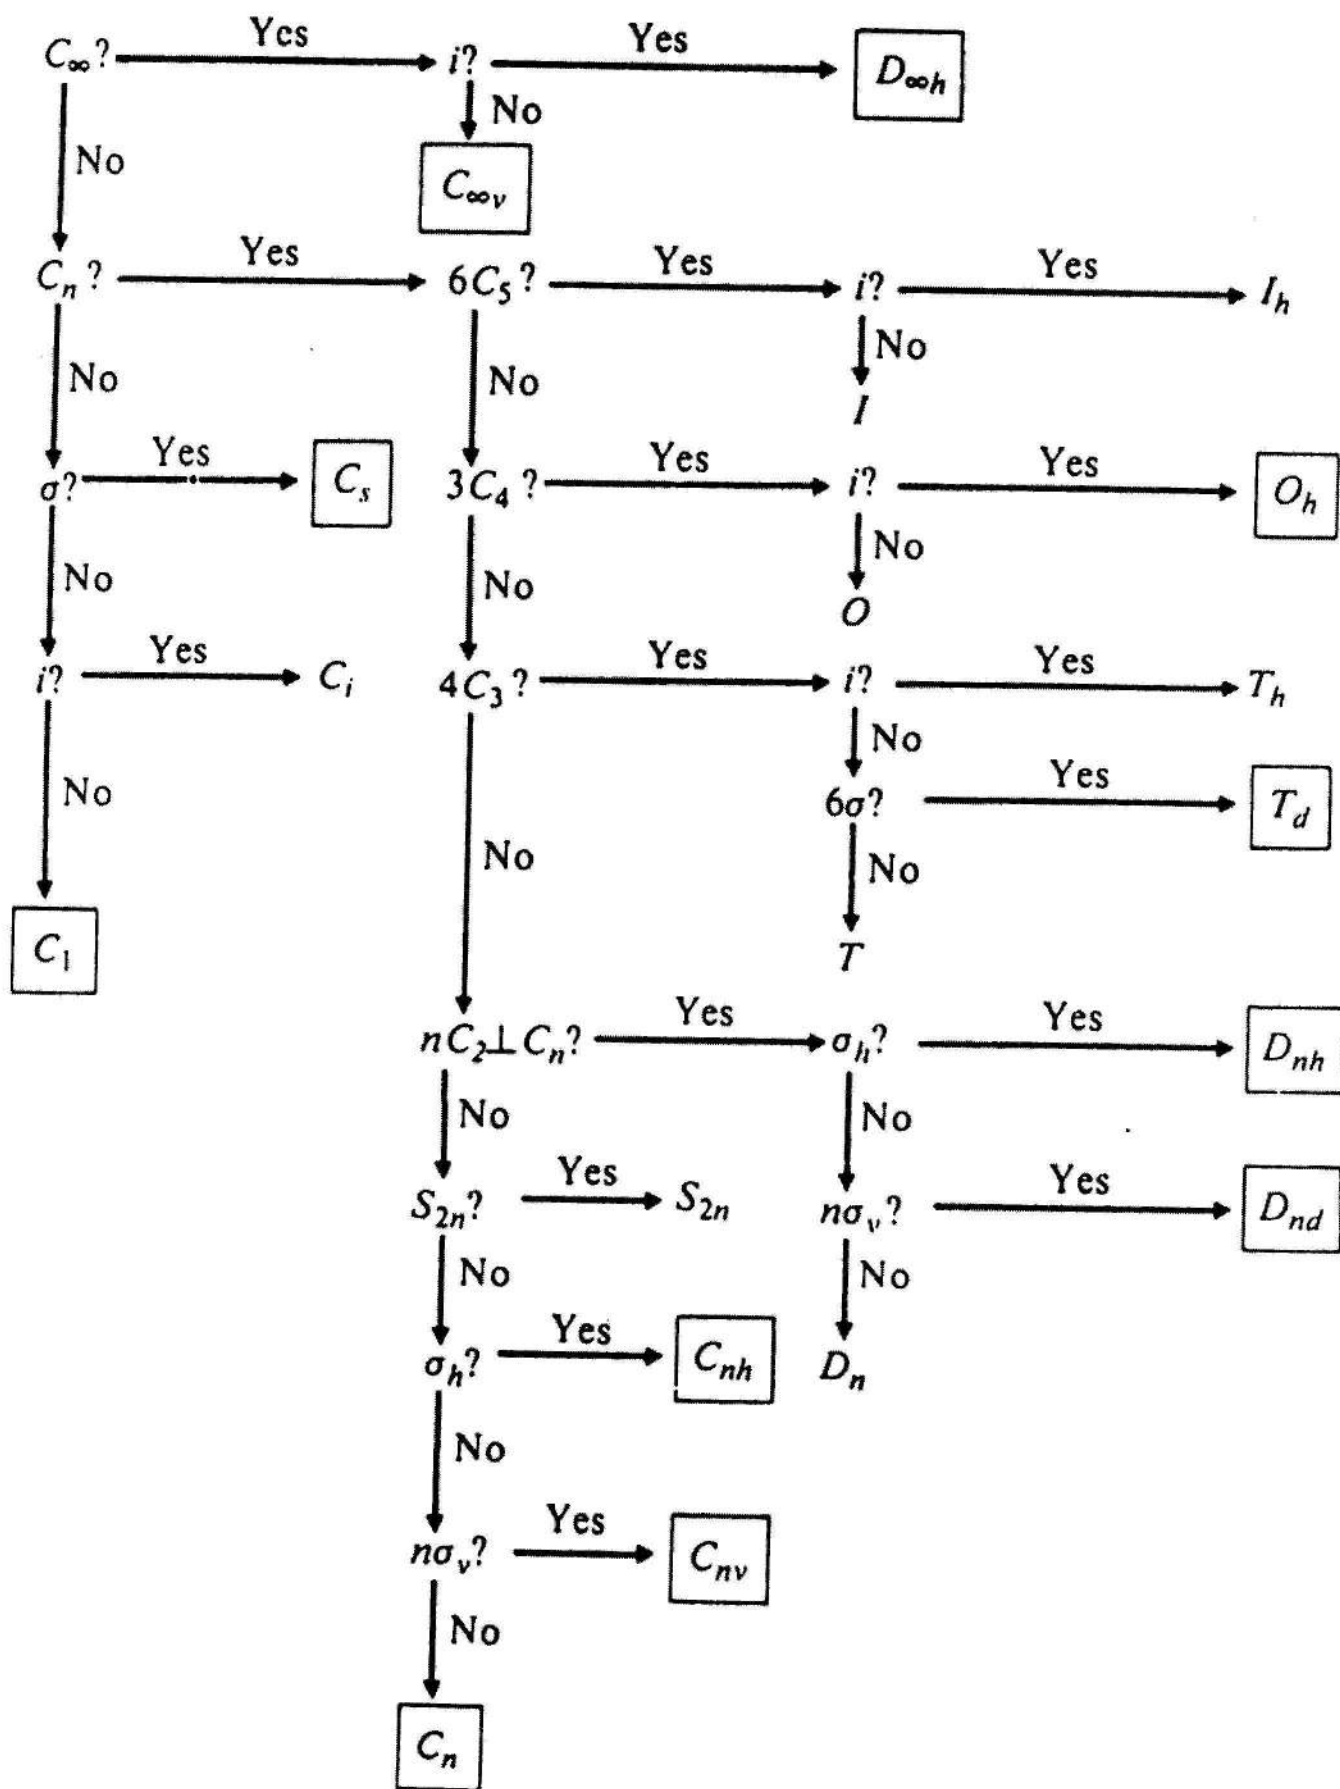 C∞? Yes i? Yes D∞h
No No
C∞v
Cn? Yes 6C5? Yes i? Yes Ih
No No No
I
σ? Yes Cs 3C4? Yes i? Yes Oh
No No No
O
i? Yes Ci 4C3? Yes i? Yes Th
No No No
6σ? Yes Td
No
C1
T
nC2⊥Cn? Yes σh? Yes Dnh
No No
S2n? Yes S2n nσv? Yes Dnd
No No
σh? Yes Cnh Dn
No
nσv? Yes Cnv
No
Cn